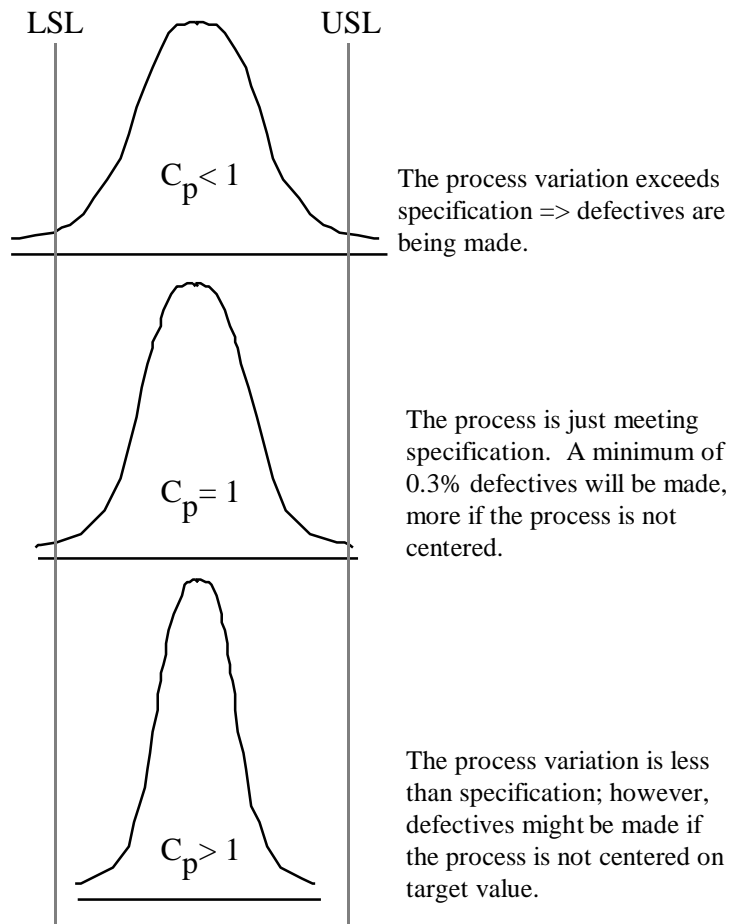 LSL USL
C_p < 1
The process variation exceeds
specification => defectives are
being made.
C_p = 1
The process is just meeting
specification. A minimum of
0.3% defectives will be made,
more if the process is not
centered.
C_p > 1
The process variation is less
than specification; however,
defectives might be made if
the process is not centered on
target value.